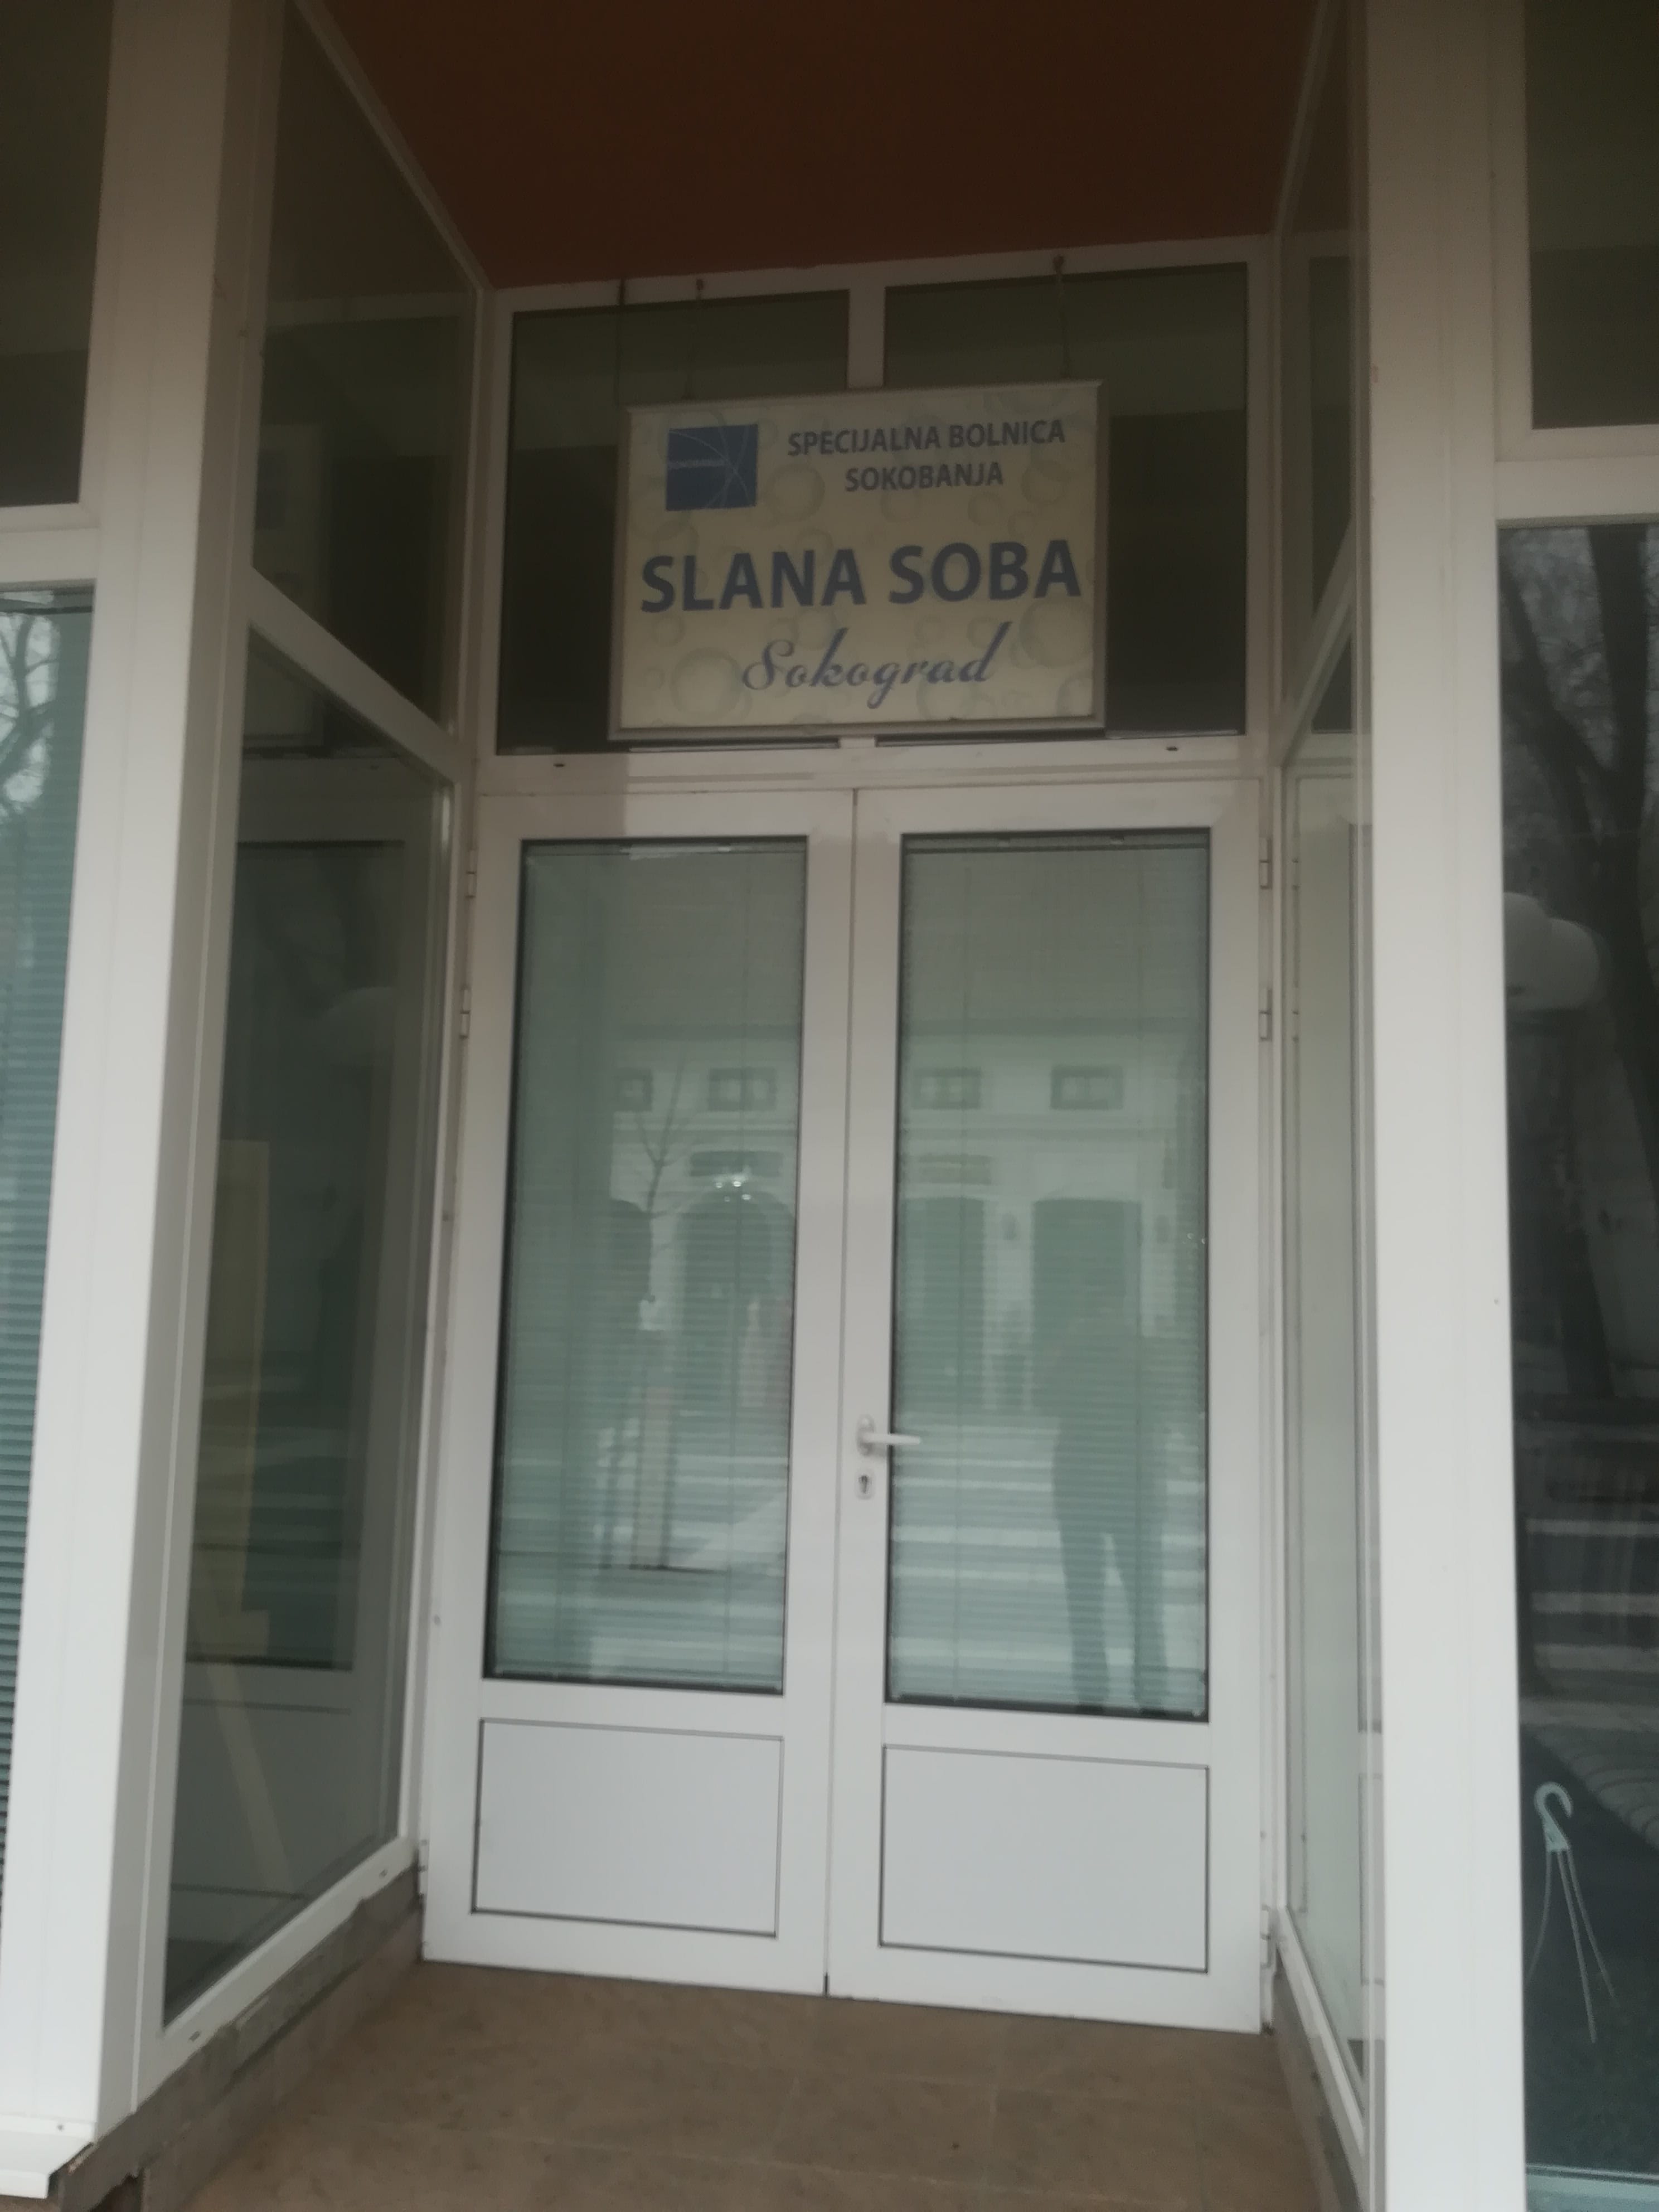 SPECIJALNA BOLNICA
SOKOBANJA
SLANA SOBA
Sokograd